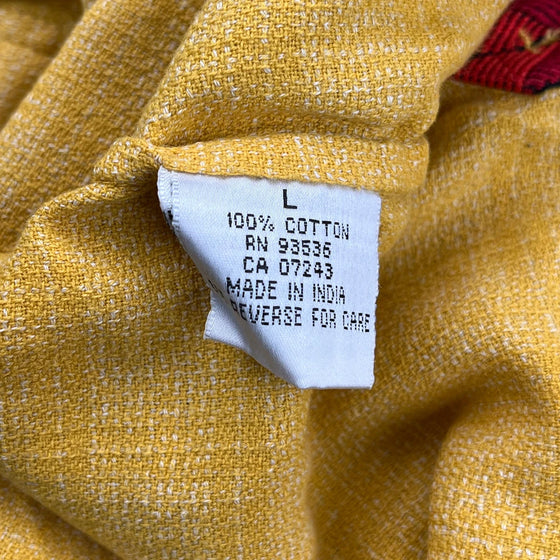 L
100% COTTON
RN 93536
CA 07243
MADE IN INDIA
REVERSE FOR CARE